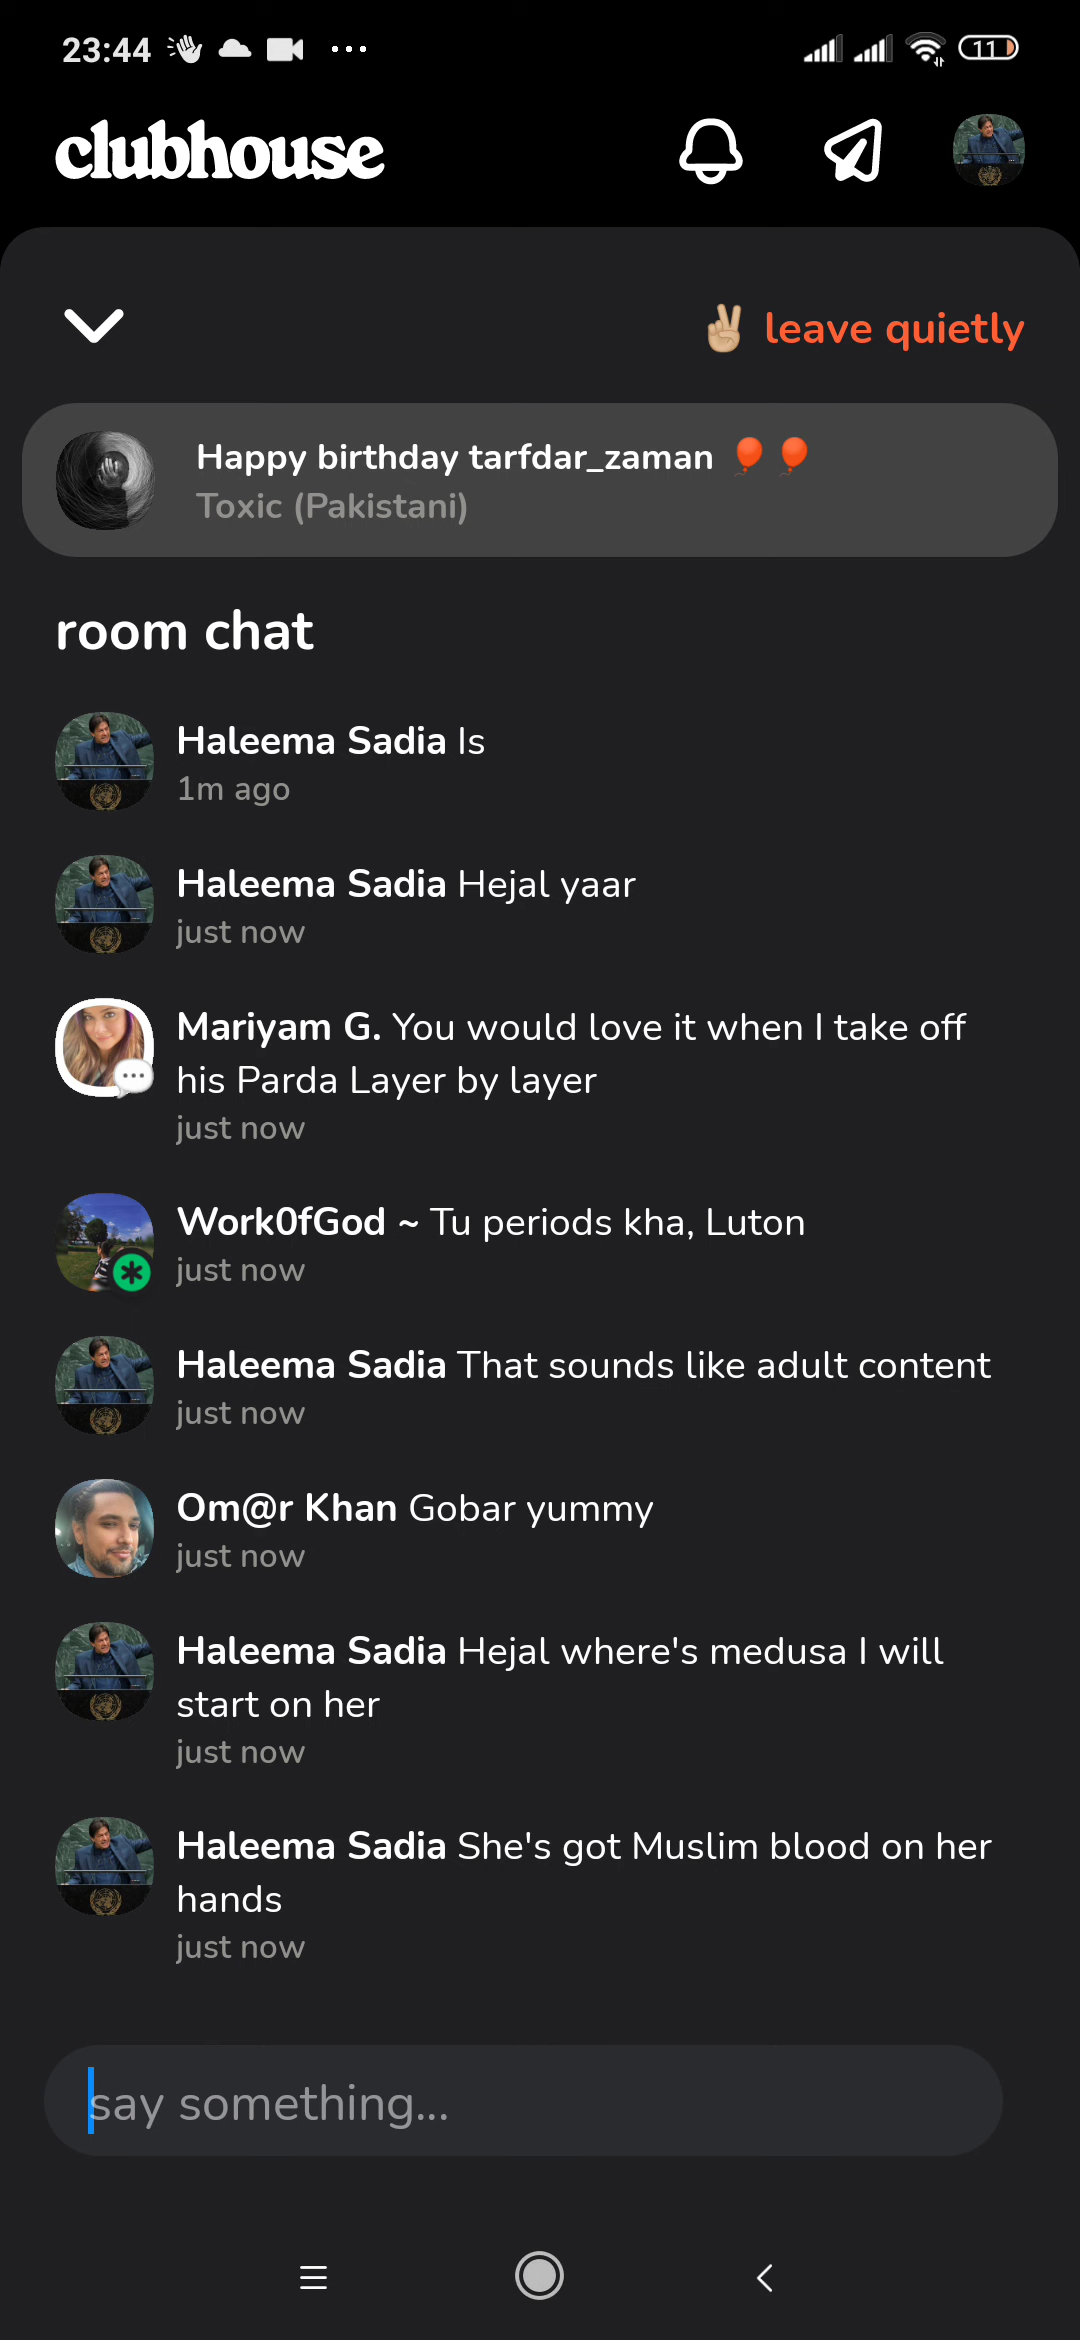 23:44
11
clubhouse
✌🏼 leave quietly
Happy birthday tarfdar_zaman 🎈🎈
Toxic (Pakistani)
room chat
Haleema Sadia Is
1m ago
Haleema Sadia Hejal yaar
just now
Mariyam G. You would love it when I take off
his Parda Layer by layer
just now
Work0fGod ~ Tu periods kha, Luton
just now
Haleema Sadia That sounds like adult content
just now
Om@r Khan Gobar yummy
just now
Haleema Sadia Hejal where's medusa I will
start on her
just now
Haleema Sadia She's got Muslim blood on her
hands
just now
say something...